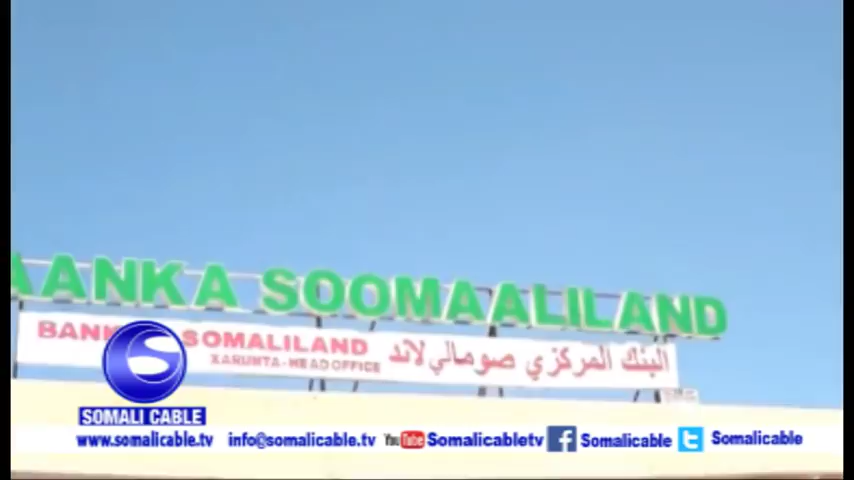 AANKA SOOMAALILAND
BANK SOMALILAND البنك المركزي صومالي لاند
XARUNTA - HEAD OFFICE
S
SOMALI CABLE
www.somalicable.tv info@somalicable.tv YouTube Somalicabletv f Somalicable Somalicable